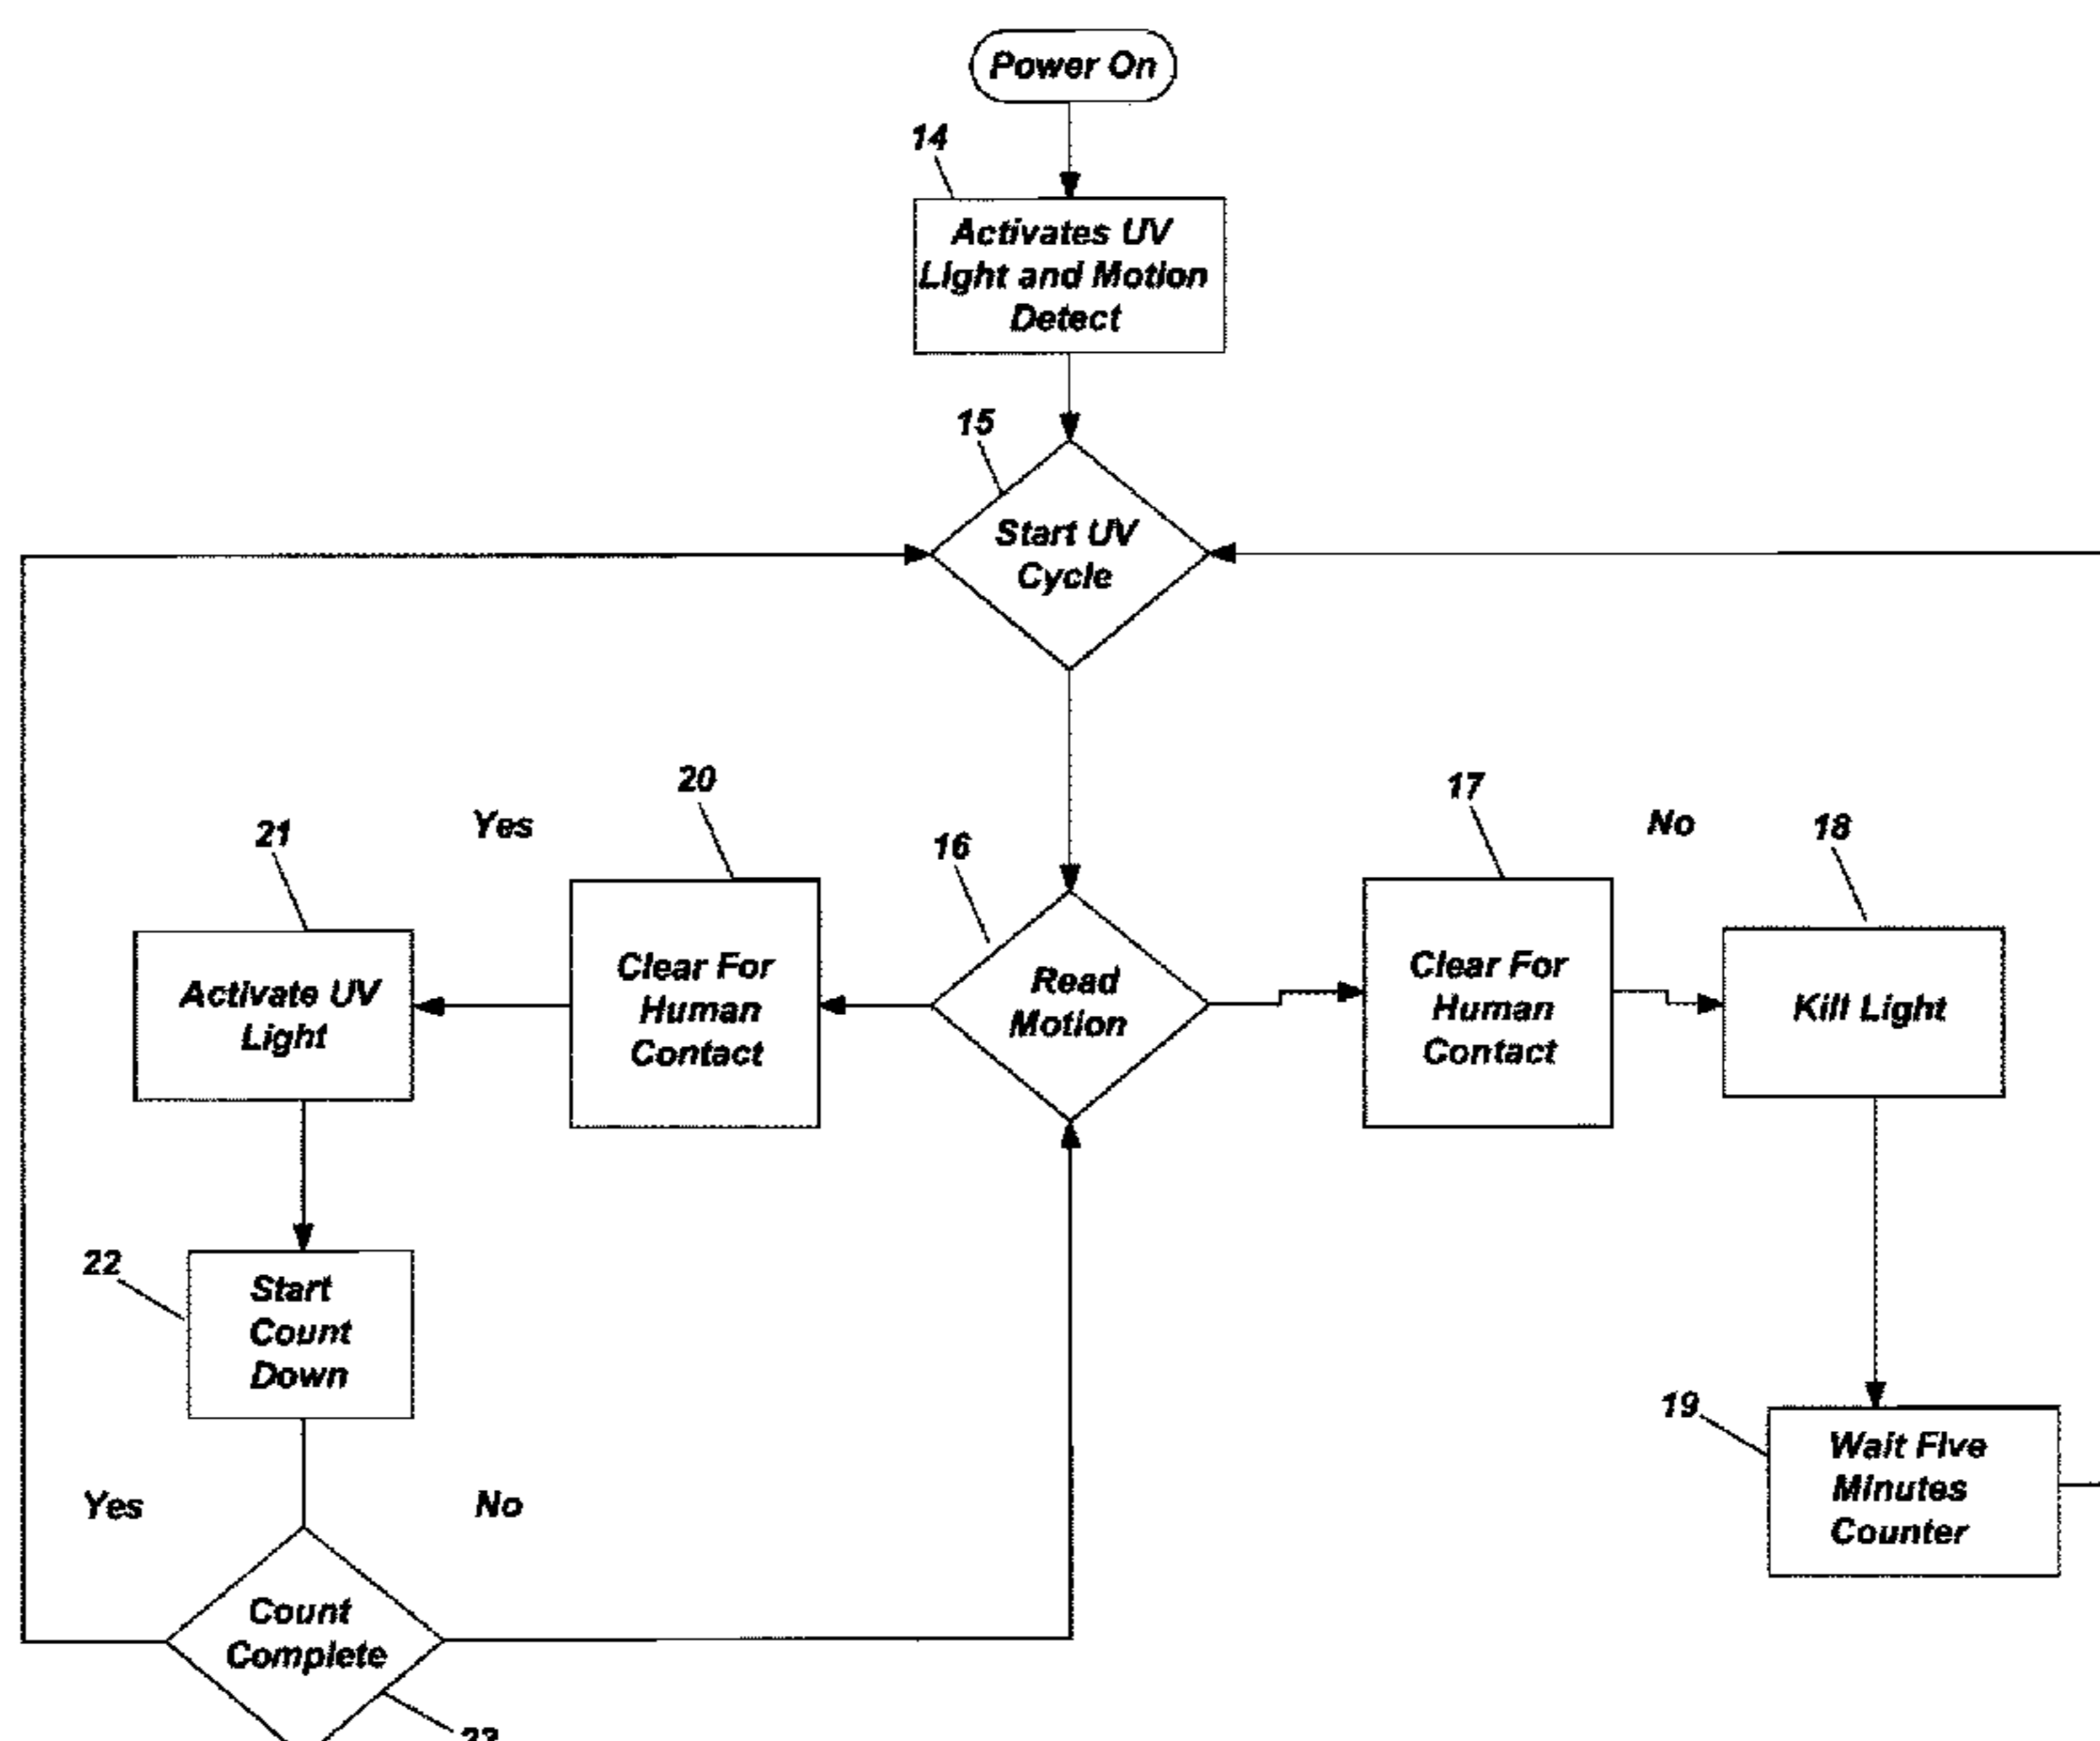 Power On
14
Activates UV
Light and Motion
Detect
15
Start UV
Cycle
20
17
Yes
No
21
16
18
Clear For
Human
Contact
Read
Motion
Clear For
Human
Contact
Activate UV
Light
Kill Light
22
Start
Count
Down
19
Wait Five
Minutes
Counter
Yes
No
Count
Complete